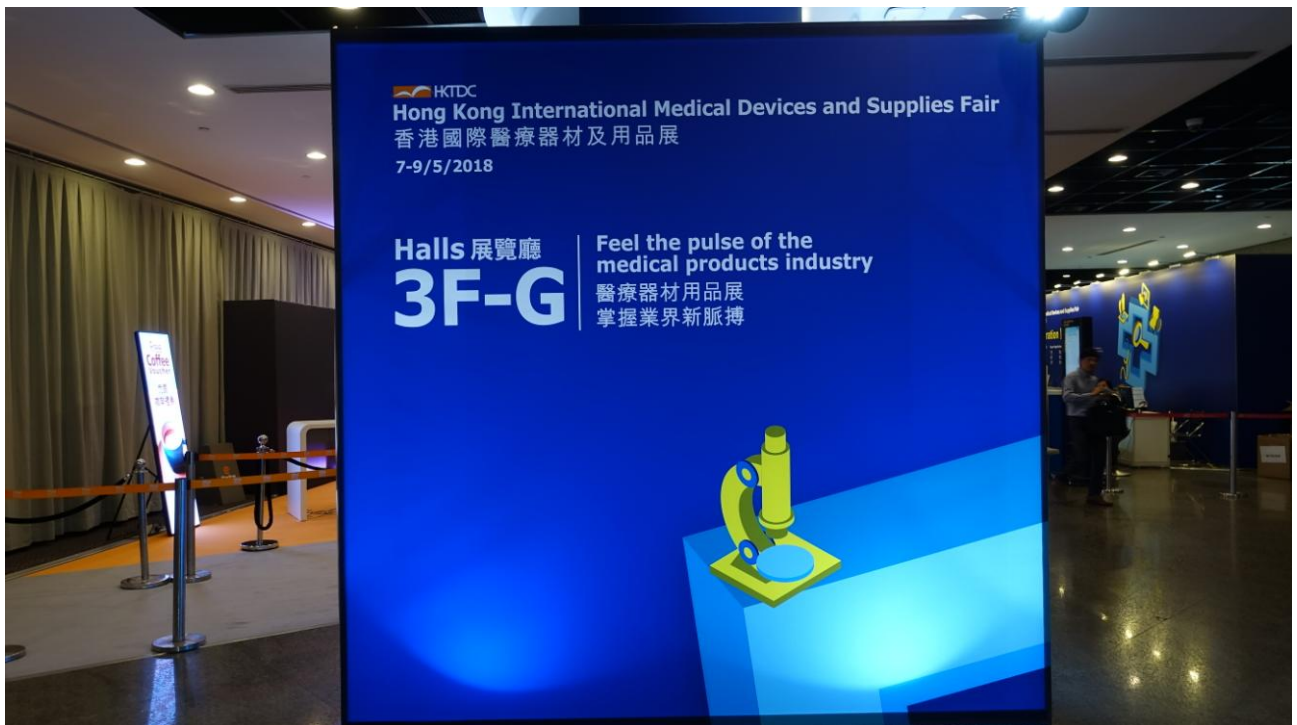 HKTDC
Hong Kong International Medical Devices and Supplies Fair
香港國際醫療器材及用品展
7-9/5/2018
Halls 展覽廳
3F-G
Feel the pulse of the
medical products industry
醫療器材用品展
掌握業界新脈搏
Coffee
Voucher